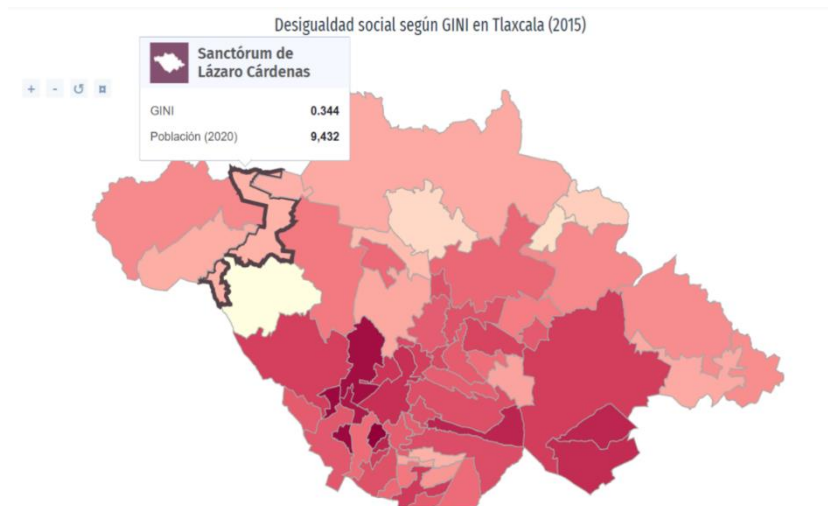 Desigualdad social según GINI en Tlaxcala (2015)
Sanctórum de
Lázaro Cárdenas
+ - ↺ ¤
GINI 0.344
Población (2020) 9,432